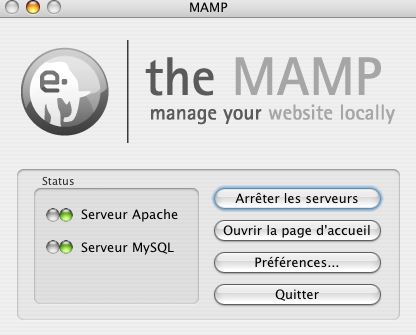 MAMP
e.
the MAMP
manage your website locally
Status
Serveur Apache
Serveur MySQL
Arrêter les serveurs
Ouvrir la page d'accueil
Préférences...
Quitter